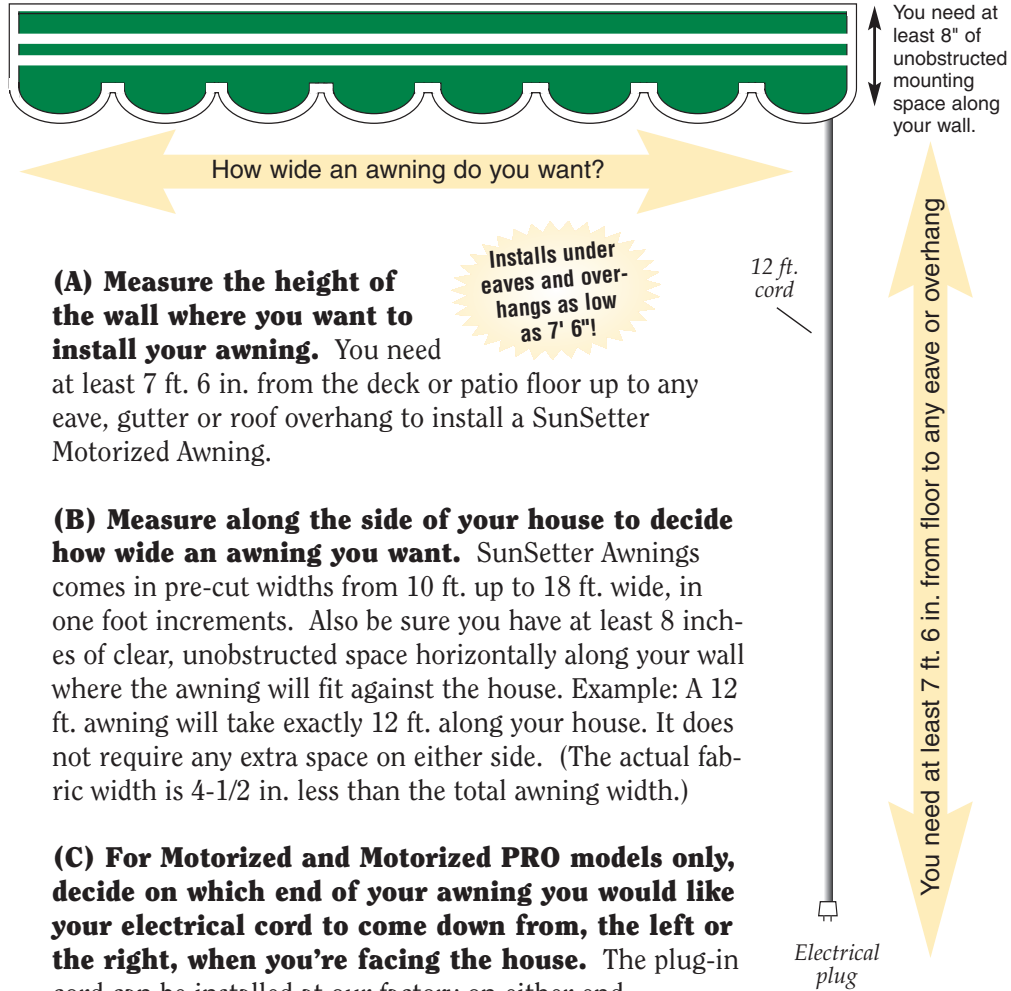 You need at
least 8" of
unobstructed
mounting
space along
your wall.
How wide an awning do you want?
Installs under
eaves and over-
hangs as low
as 7' 6"!
12 ft.
cord
You need at least 7 ft. 6 in. from floor to any eave or overhang
(A) Measure the height of
the wall where you want to
install your awning. You need
at least 7 ft. 6 in. from the deck or patio floor up to any
eave, gutter or roof overhang to install a SunSetter
Motorized Awning.
(B) Measure along the side of your house to decide
how wide an awning you want. SunSetter Awnings
comes in pre-cut widths from 10 ft. up to 18 ft. wide, in
one foot increments. Also be sure you have at least 8 inch-
es of clear, unobstructed space horizontally along your wall
where the awning will fit against the house. Example: A 12
ft. awning will take exactly 12 ft. along your house. It does
not require any extra space on either side. (The actual fab-
ric width is 4-1/2 in. less than the total awning width.)
(C) For Motorized and Motorized PRO models only,
decide on which end of your awning you would like
your electrical cord to come down from, the left or
the right, when you're facing the house. The plug-in
cord can be installed at our factory on either end
Electrical
plug